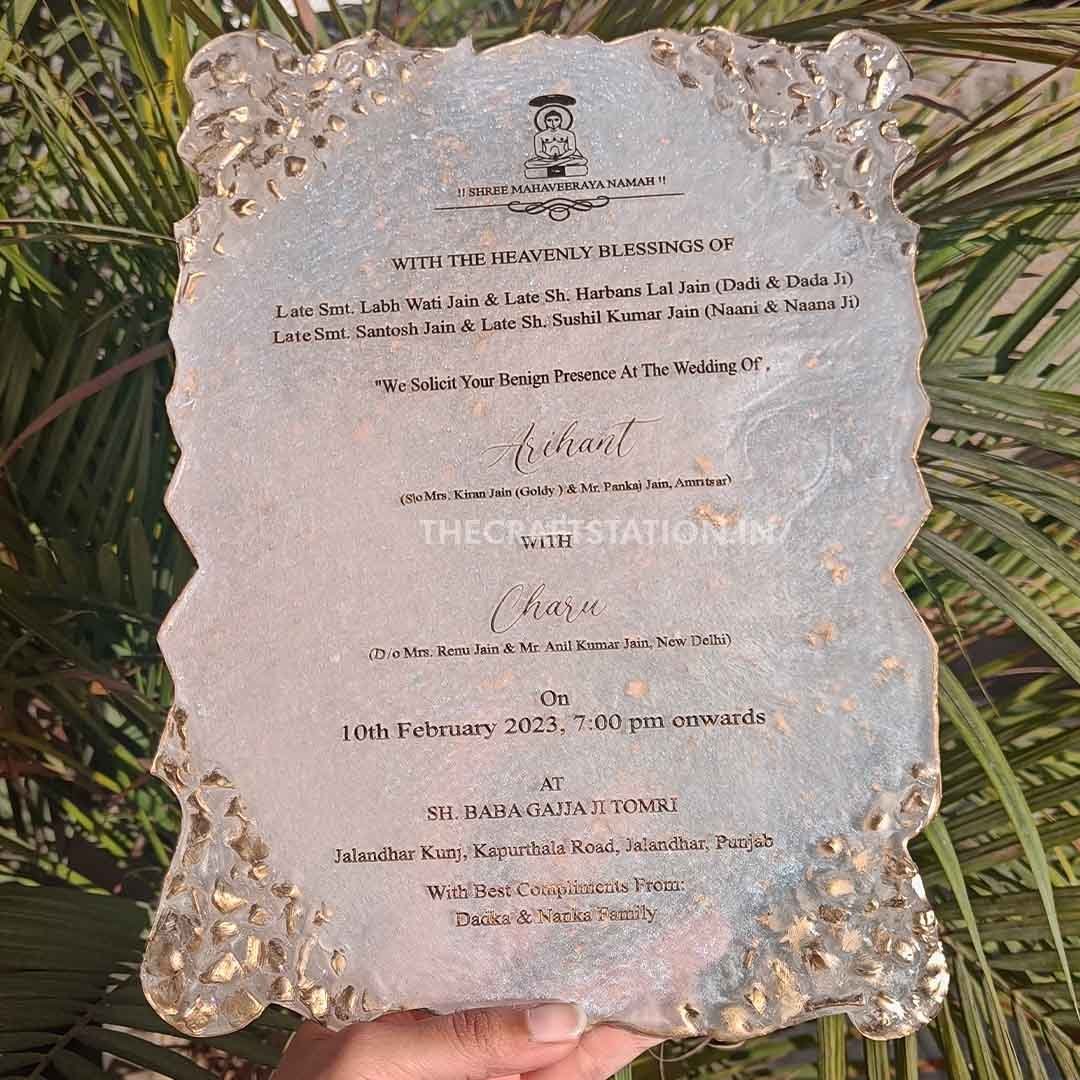 !! SHREE MAHAVEERAYA NAMAH !!
WITH THE HEAVENLY BLESSINGS OF
Late Smt. Labh Wati Jain & Late Sh. Harbans Lal Jain (Dadi & Dada Ji)
Late Smt. Santosh Jain & Late Sh. Sushil Kumar Jain (Naani & Naana Ji)
"We Solicit Your Benign Presence At The Wedding Of ,
Arihant
(S\o Mrs. Kiran Jain (Goldy ) & Mr. Pankaj Jain, Amritsar)
THECRAFTSTATION.IN
WITH
Charu
(D/o Mrs. Renu Jain & Mr. Anil Kumar Jain, New Delhi)
On
10th February 2023, 7:00 pm onwards
AT
SH. BABA GAJJA JI TOMRI
Jalandhar Kunj, Kapurthala Road, Jalandhar, Punjab
With Best Compliments From:
Dadka & Nanka Family